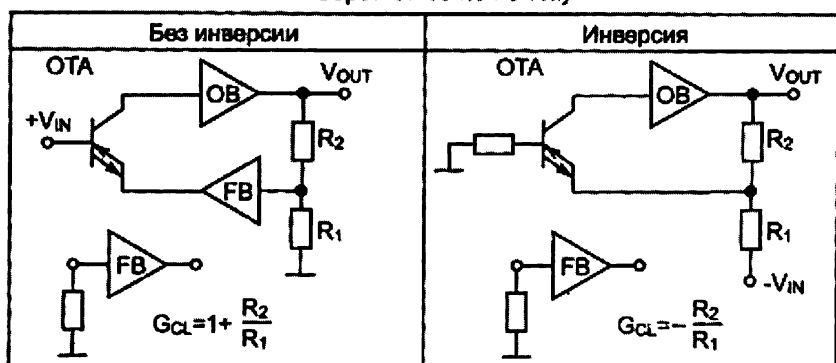 Без инверсии
Инверсия
OTA
OB
VOUT
+VIN
R2
FB
R1
FB
GCL=1+ R2/R1
OTA
OB
VOUT
R2
R1
FB
-VIN
GCL=- R2/R1